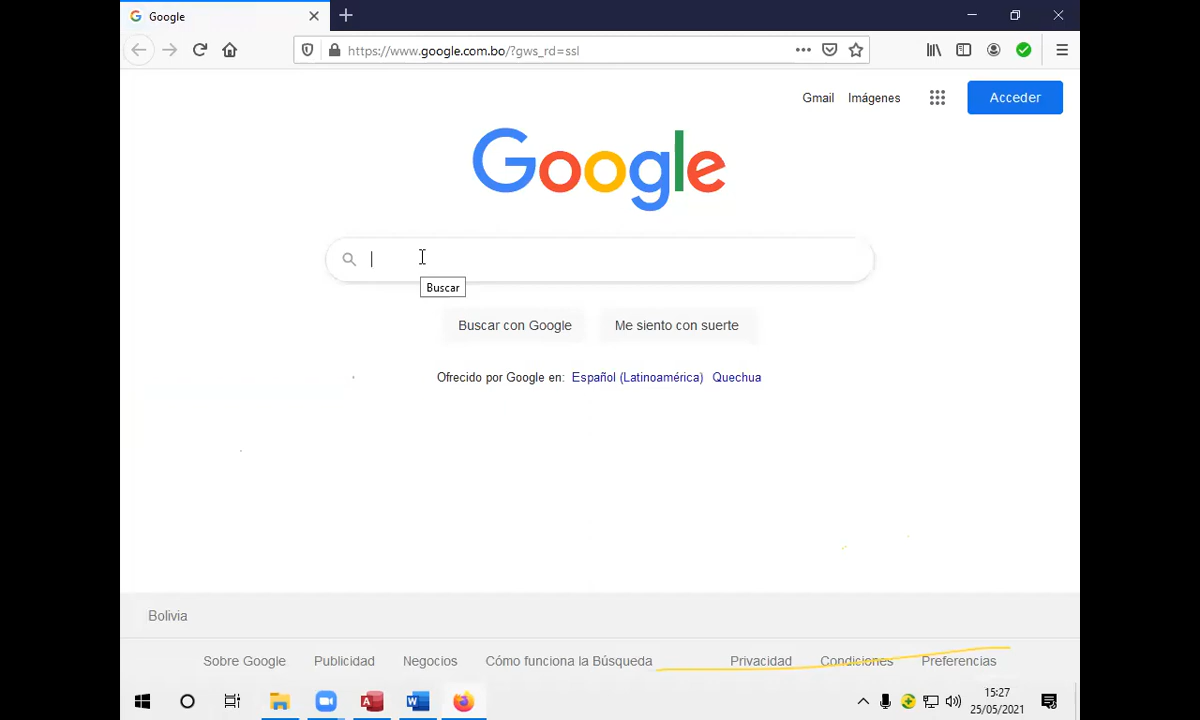 Google
https://www.google.com.bo/?gws_rd=ssl
Gmail Imágenes Acceder
Google
Buscar
Buscar con Google Me siento con suerte
Ofrecido por Google en: Español (Latinoamérica) Quechua
Bolivia
Sobre Google Publicidad Negocios Cómo funciona la Búsqueda Privacidad Condiciones Preferencias
15:27
25/05/2021